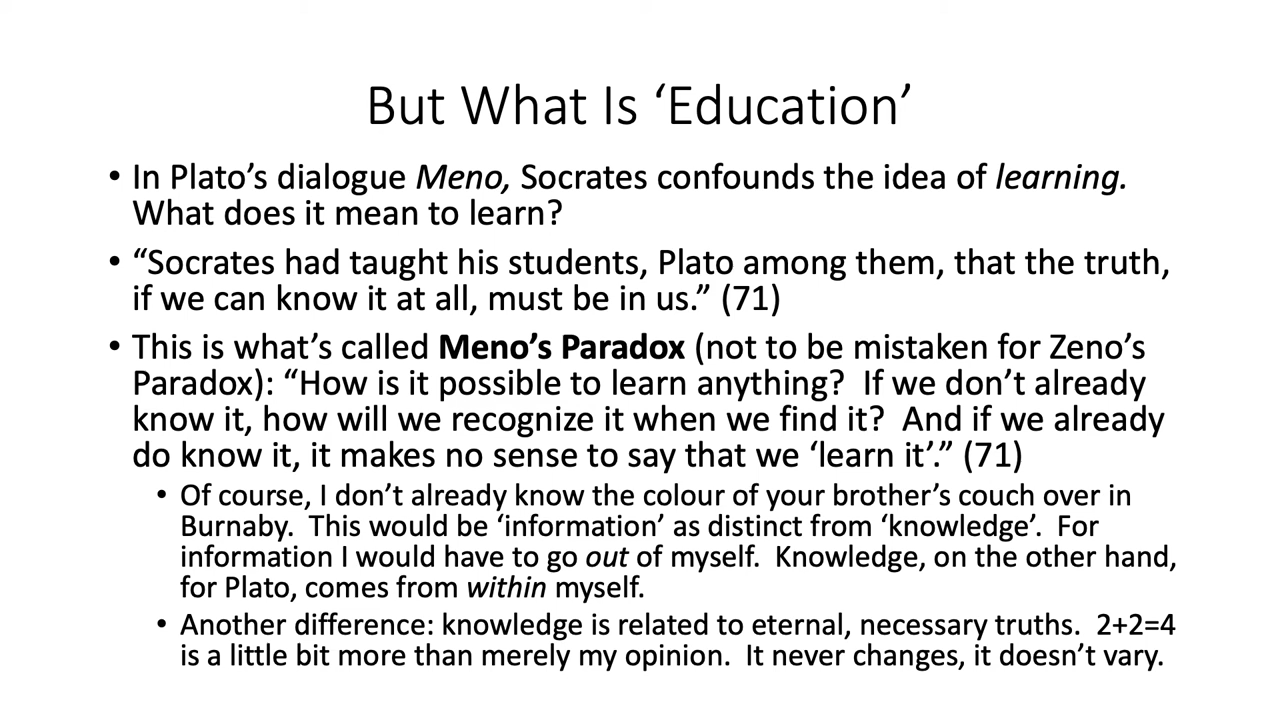 But What Is ‘Education’
• In Plato’s dialogue Meno, Socrates confounds the idea of learning.
What does it mean to learn?
• “Socrates had taught his students, Plato among them, that the truth,
if we can know it at all, must be in us.” (71)
• This is what’s called Meno’s Paradox (not to be mistaken for Zeno’s
Paradox): “How is it possible to learn anything?  If we don’t already
know it, how will we recognize it when we find it?  And if we already
do know it, it makes no sense to say that we ‘learn it’.” (71)
• Of course, I don’t already know the colour of your brother’s couch over in
Burnaby.  This would be ‘information’ as distinct from ‘knowledge’.  For
information I would have to go out of myself.  Knowledge, on the other hand,
for Plato, comes from within myself.
• Another difference: knowledge is related to eternal, necessary truths.  2+2=4
is a little bit more than merely my opinion.  It never changes, it doesn’t vary.